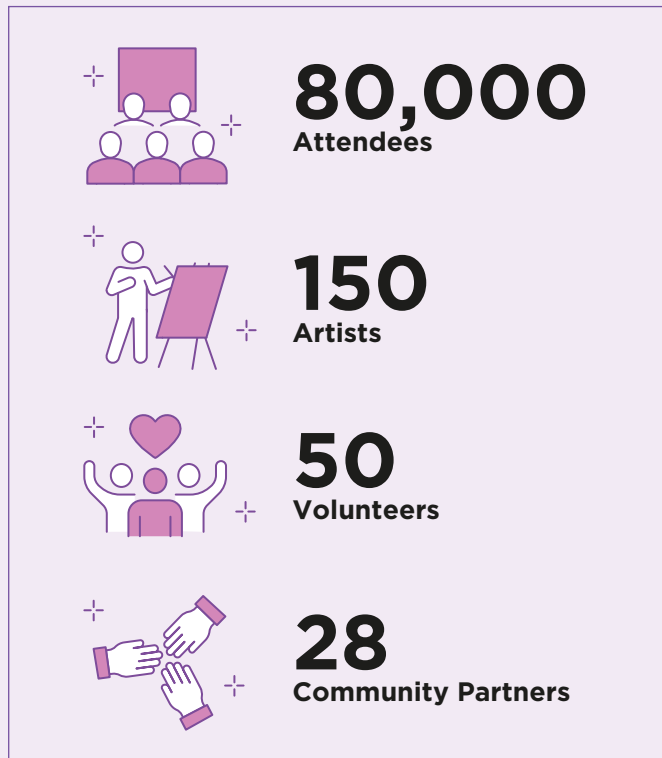 80,000
Attendees
150
Artists
50
Volunteers
28
Community Partners